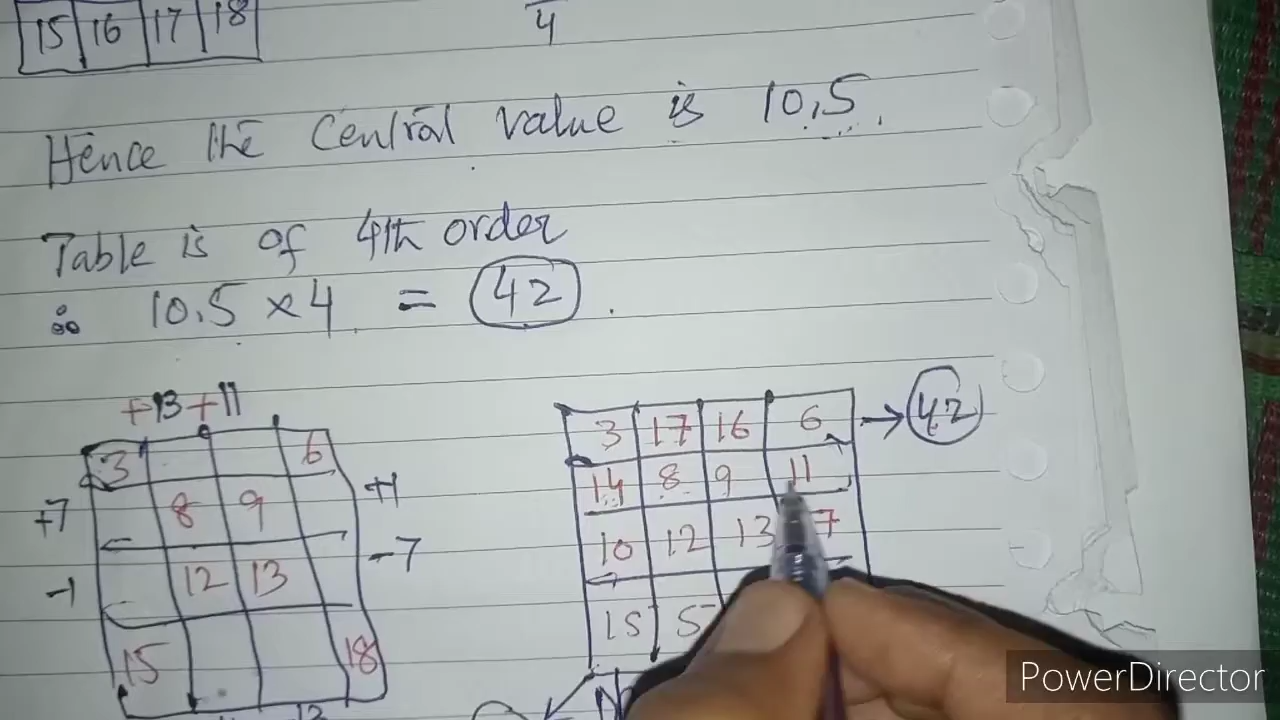 15 16 17 18
4
Hence the Central value is 10.5.
Table is of 4th order
∴ 10.5 × 4 = 42.
+13 +11
3 6
+7 8 9 +1
-1 12 13 -7
15 18
3 17 16 6 → 42
14 8 9 11
10 12 13 7
15 5
PowerDirector